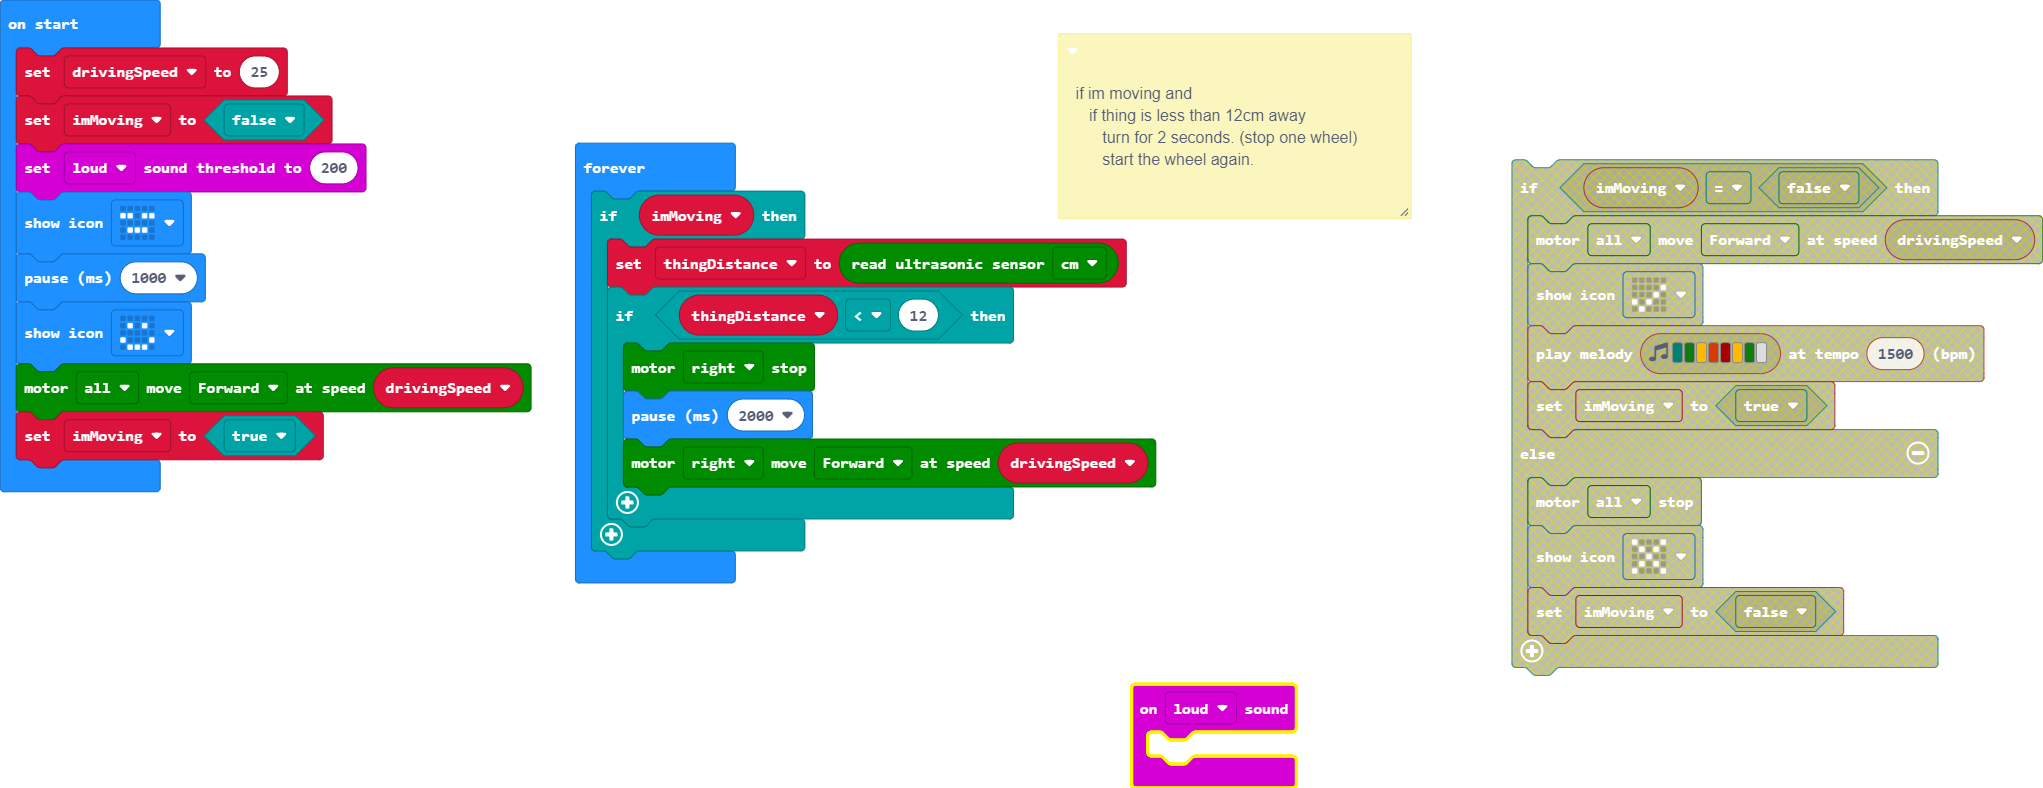 on start
set drivingSpeed to 25
set imMoving to false
set loud sound threshold to 200
show icon
pause (ms) 1000
show icon
motor all move Forward at speed drivingSpeed
set imMoving to true
forever
if imMoving then
set thingDistance to read ultrasonic sensor cm
if thingDistance < 12 then
motor right stop
pause (ms) 2000
motor right move Forward at speed drivingSpeed
if im moving and
if thing is less than 12cm away
turn for 2 seconds. (stop one wheel)
start the wheel again.
on loud sound
if imMoving = false then
motor all move Forward at speed drivingSpeed
show icon
play melody at tempo 1500 (bpm)
set imMoving to true
else
motor all stop
show icon
set imMoving to false